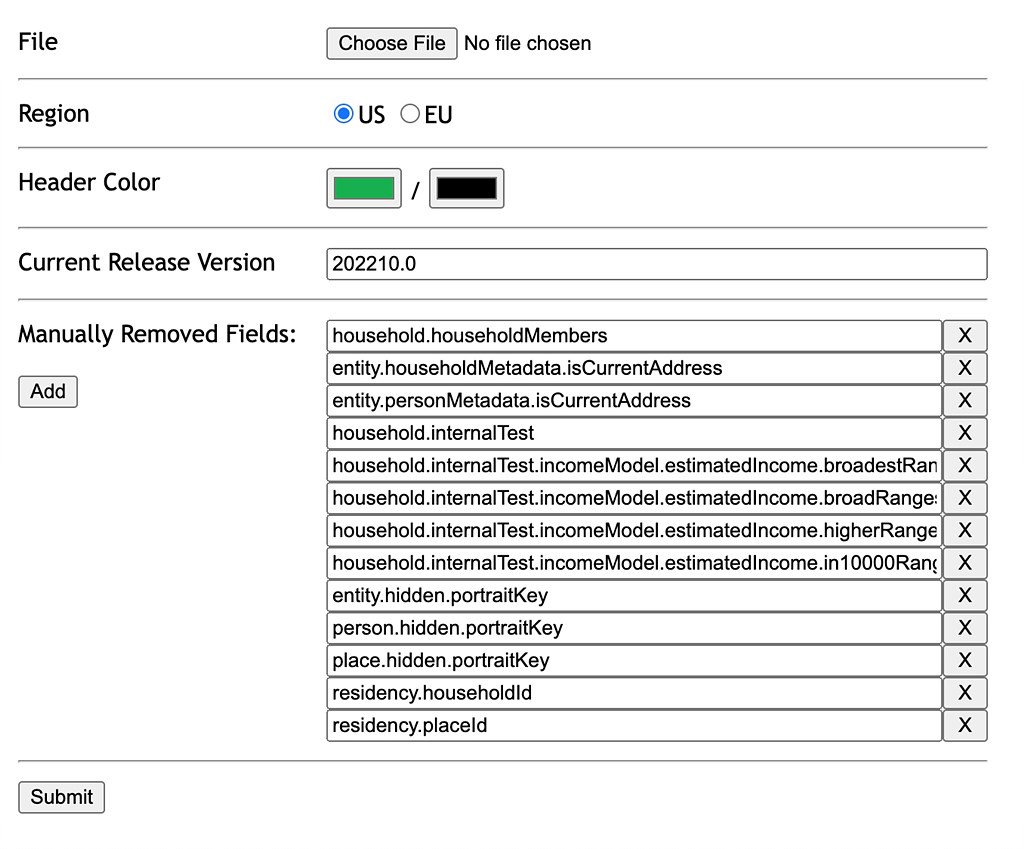 File Choose File No file chosen
Region US EU
Header Color /
Current Release Version 202210.0
Manually Removed Fields: household.householdMembers X
entity.householdMetadata.isCurrentAddress X
Add entity.personMetadata.isCurrentAddress X
household.internalTest X
household.internalTest.incomeModel.estimatedIncome.broadestRan X
household.internalTest.incomeModel.estimatedIncome.broadRange X
household.internalTest.incomeModel.estimatedIncome.higherRange X
household.internalTest.incomeModel.estimatedIncome.in10000Rang X
entity.hidden.portraitKey X
person.hidden.portraitKey X
place.hidden.portraitKey X
residency.householdId X
residency.placeId X
Submit